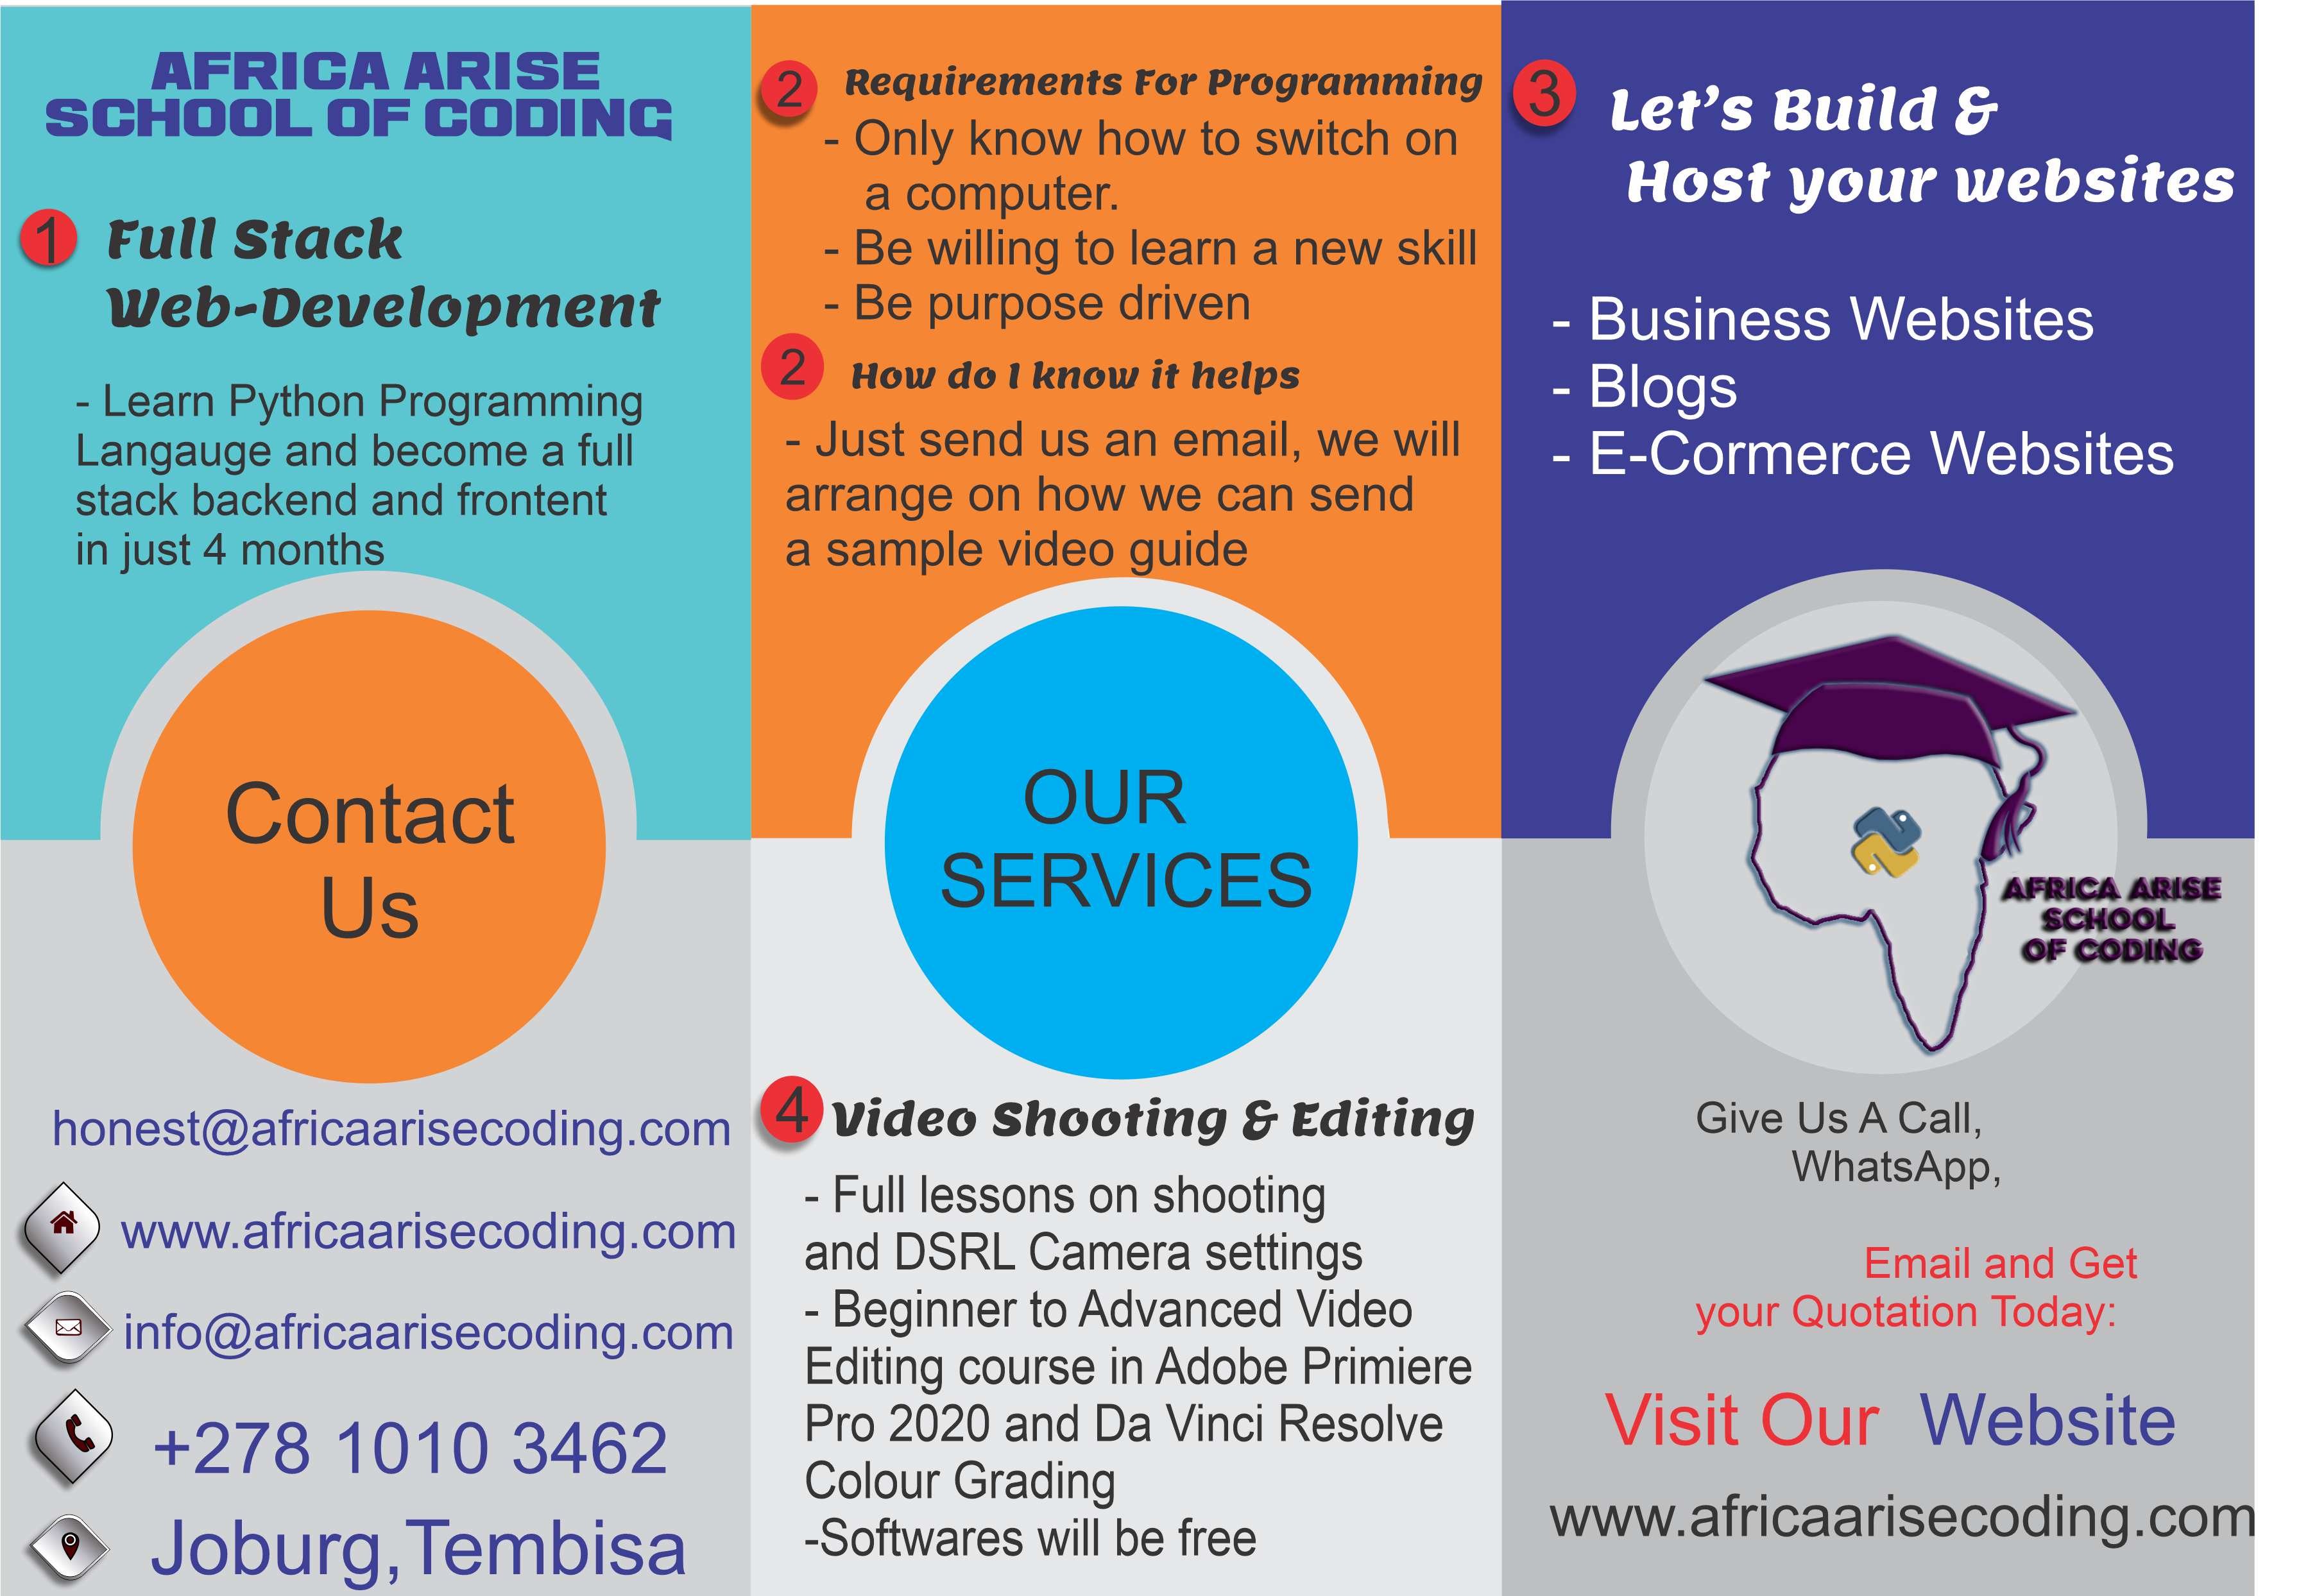 AFRICA ARISE
SCHOOL OF CODING
1 Full Stack
Web-Development
- Learn Python Programming
Langauge and become a full
stack backend and frontent
in just 4 months
Contact
Us
honest@africaarisecoding.com
www.africaarisecoding.com
info@africaarisecoding.com
+278 1010 3462
Joburg,Tembisa
2 Requirements For Programming
- Only know how to switch on
a computer.
- Be willing to learn a new skill
- Be purpose driven
2 How do I know it helps
- Just send us an email, we will
arrange on how we can send
a sample video guide
OUR
SERVICES
4 Video Shooting & Editing
- Full lessons on shooting
and DSRL Camera settings
- Beginner to Advanced Video
Editing course in Adobe Primiere
Pro 2020 and Da Vinci Resolve
Colour Grading
-Softwares will be free
3 Let's Build &
Host your websites
- Business Websites
- Blogs
- E-Cormerce Websites
AFRICA ARISE
SCHOOL
OF CODING
Give Us A Call,
WhatsApp,
Email and Get
your Quotation Today:
Visit Our Website
www.africaarisecoding.com